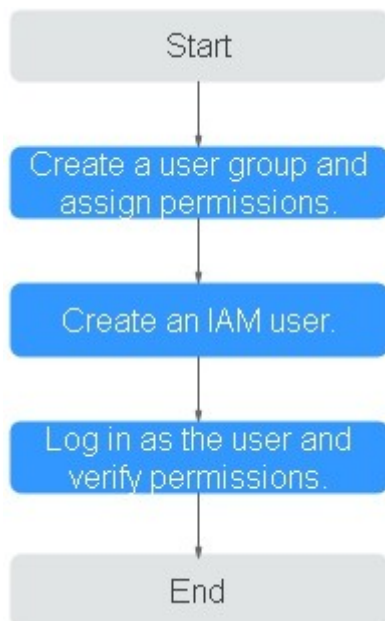 Start
Create a user group and
assign permissions.
Create an IAM user.
Log in as the user and
verify permissions.
End